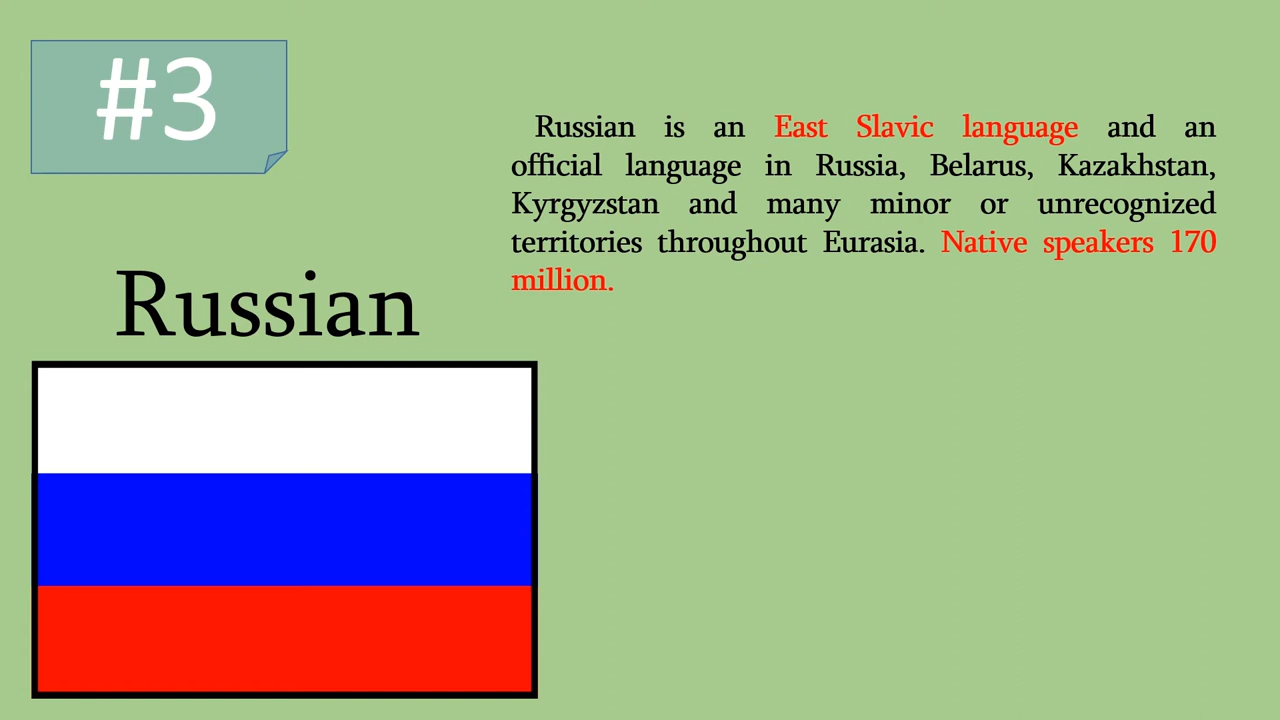 #3
Russian is an East Slavic language and an
official language in Russia, Belarus, Kazakhstan,
Kyrgyzstan and many minor or unrecognized
territories throughout Eurasia. Native speakers 170
million.
Russian